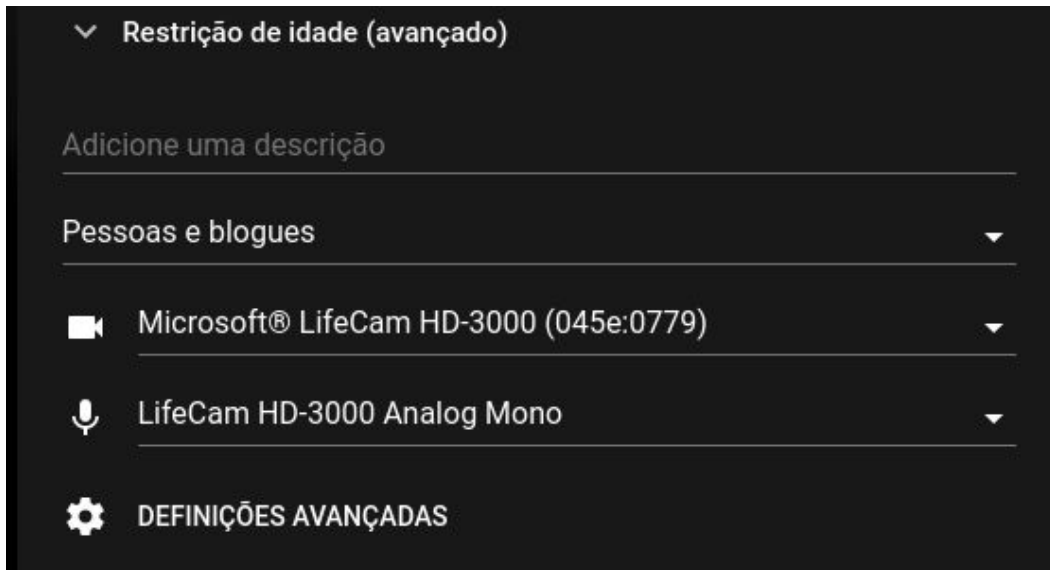 Restrição de idade (avançado)
Adicione uma descrição
Pessoas e blogues
Microsoft® LifeCam HD-3000 (045e:0779)
LifeCam HD-3000 Analog Mono
DEFINIÇÕES AVANÇADAS